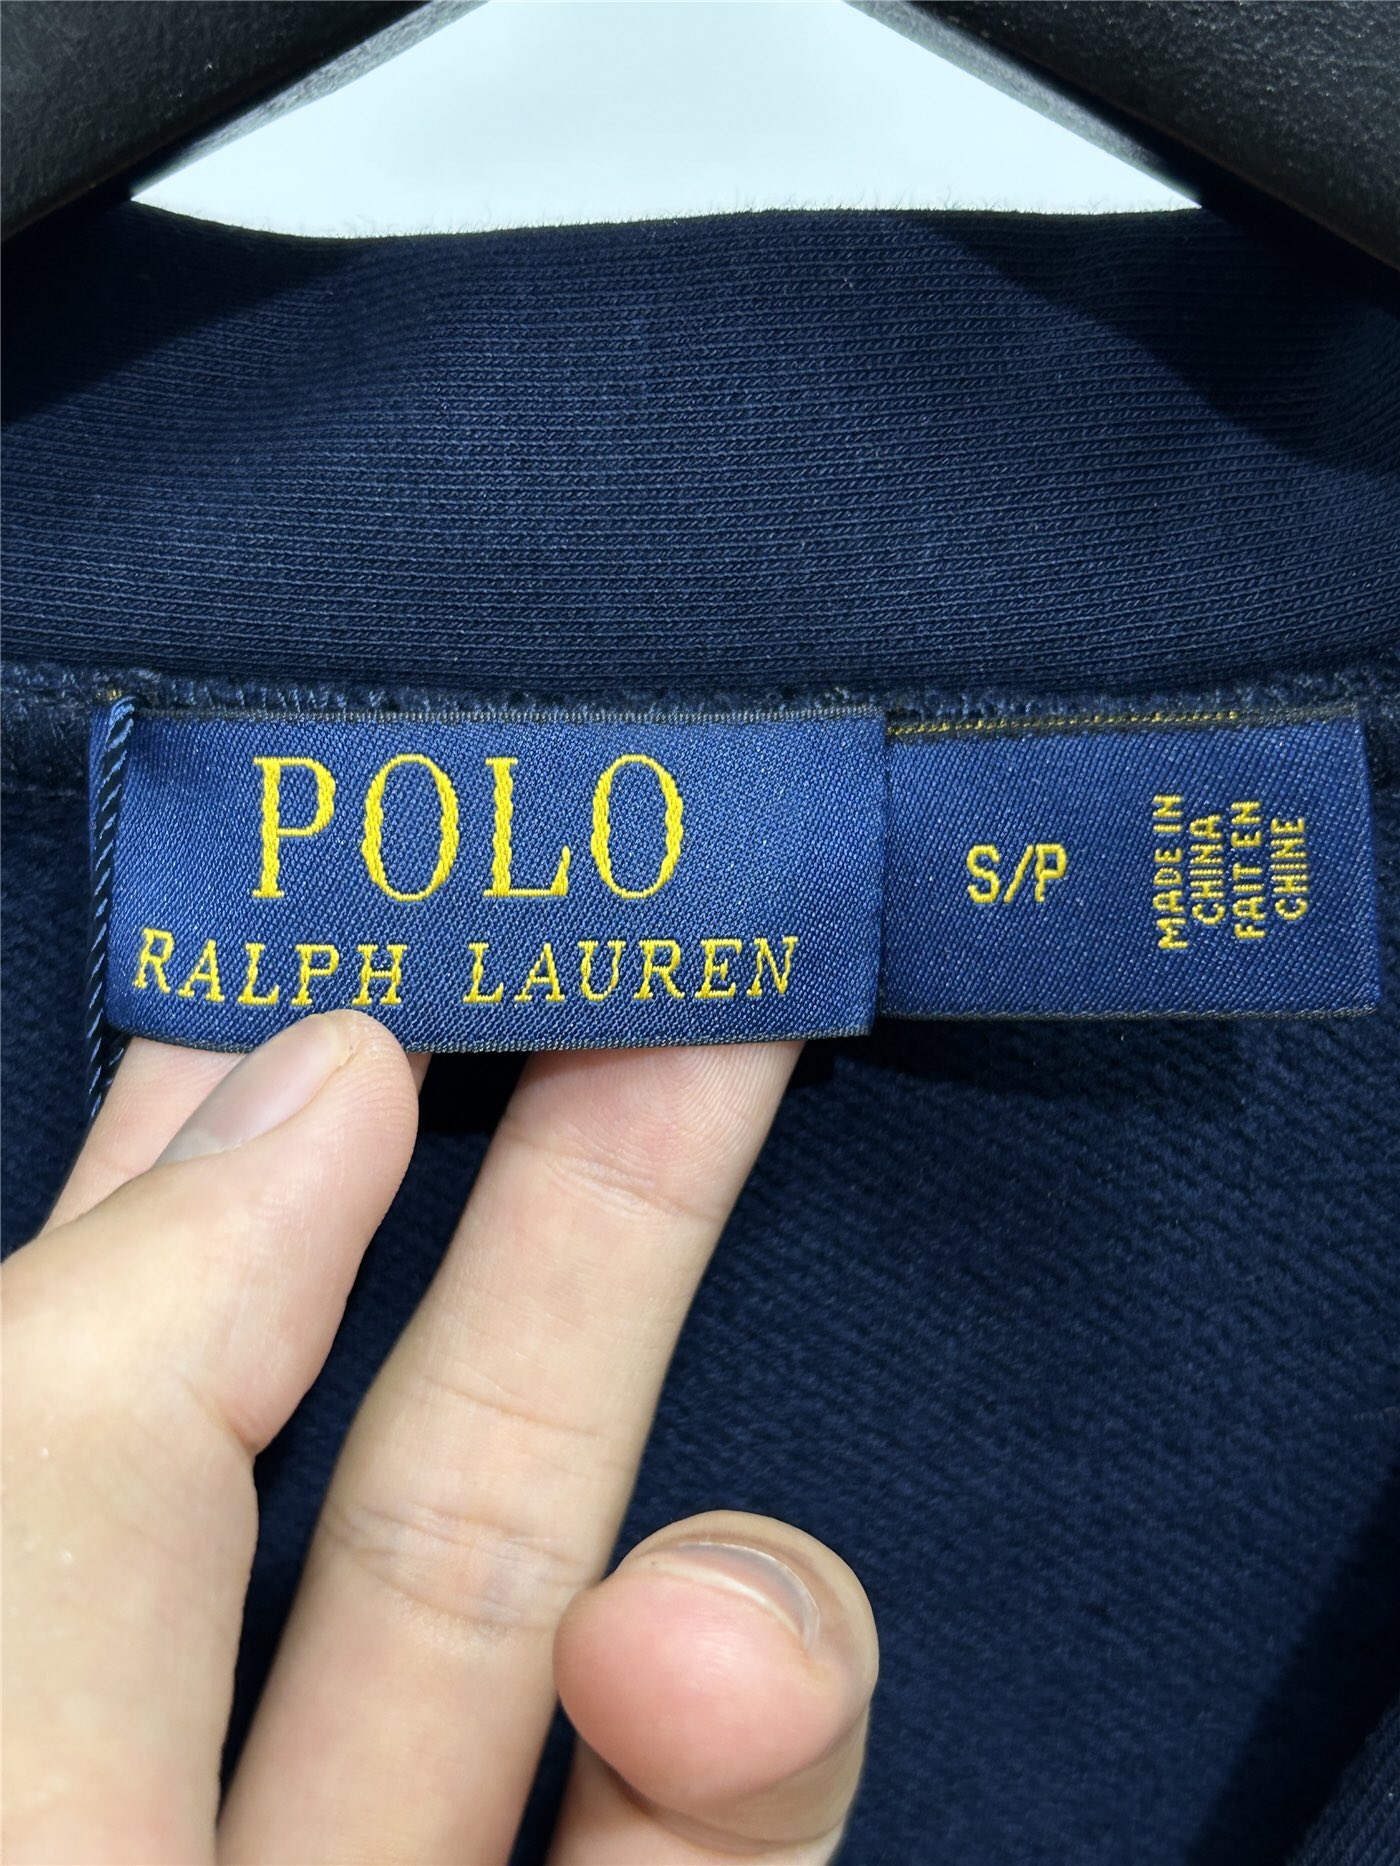 POLO
RALPH LAUREN
S/P
MADE IN
CHINA
FAIT EN
CHINE